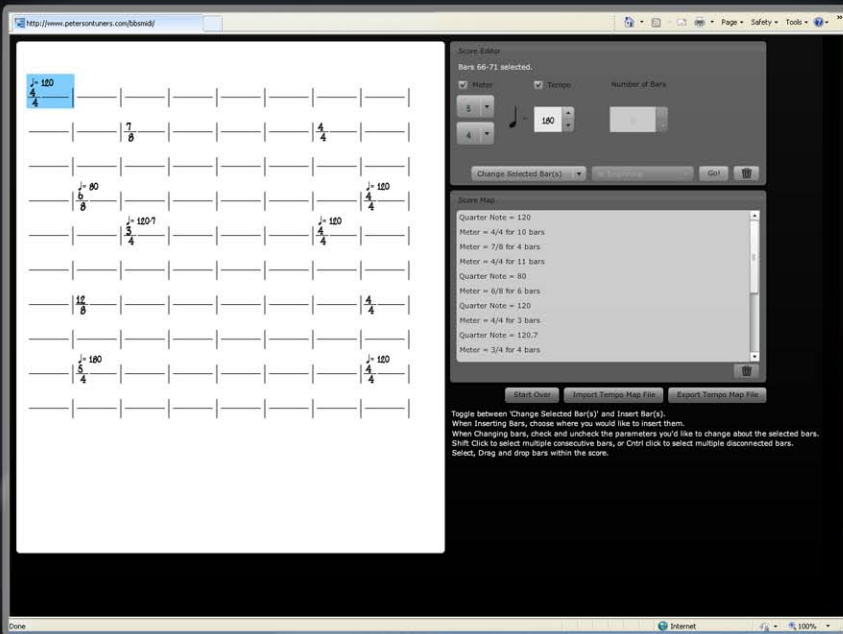 http://www.petersontuners.com/bbsmidi/
Page
Safety
Tools
♩= 120
4
4
7
8
4
4
♩= 80
6
8
♩= 120
4
4
♩= 120.7
3
4
♩= 120
4
4
12
8
4
4
♩= 180
5
4
♩= 120
4
4
Score Editor
Bars 66-71 selected.
Meter
Tempo
Number of Bars
5
4
180
Change Selected Bar(s)
Go!
Score Map
Quarter Note = 120
Meter = 4/4 for 10 bars
Meter = 7/8 for 4 bars
Meter = 4/4 for 11 bars
Quarter Note = 80
Meter = 6/8 for 6 bars
Quarter Note = 120
Meter = 4/4 for 3 bars
Quarter Note = 120.7
Meter = 3/4 for 4 bars
Start Over
Import Tempo Map File
Export Tempo Map File
Toggle between 'Change Selected Bar(s)' and Insert Bar(s).
When Inserting Bars, choose where you would like to insert them.
When Changing bars, check and uncheck the parameters you'd like to change about the selected bars.
Shift Click to select multiple consecutive bars, or Cntrl click to select multiple disconnected bars.
Select, Drag and drop bars within the score.
Done
Internet
100%